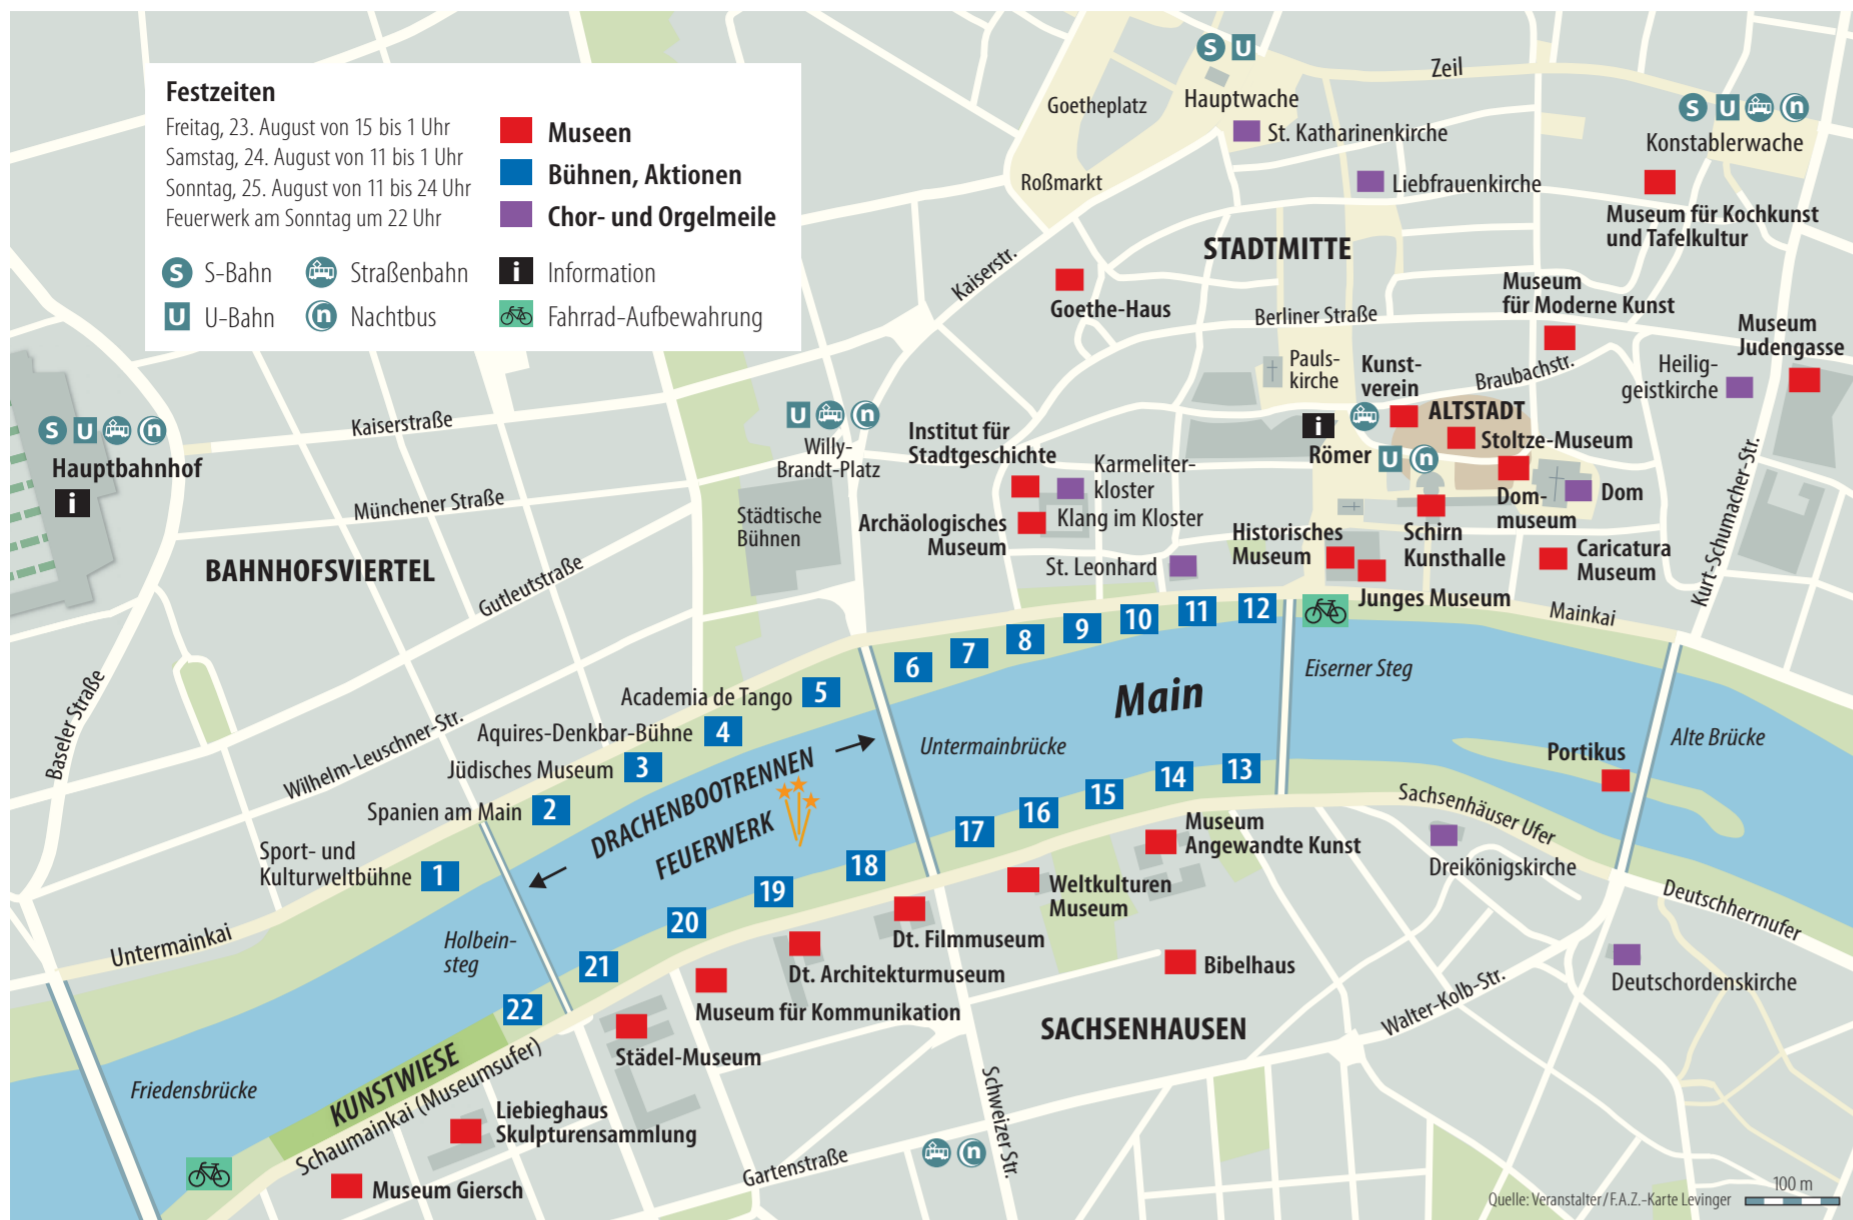 Festzeiten
Freitag, 23. August von 15 bis 1 Uhr
Samstag, 24. August von 11 bis 1 Uhr
Sonntag, 25. August von 11 bis 24 Uhr
Feuerwerk am Sonntag um 22 Uhr
Museen
Bühnen, Aktionen
Chor- und Orgelmeile
S S-Bahn
Straßenbahn
i Information
U U-Bahn
n Nachtbus
Fahrrad-Aufbewahrung
S U
Hauptwache
Zeil
Goetheplatz
St. Katharinenkirche
S U n
Konstablerwache
Roßmarkt
Liebfrauenkirche
Museum für Kochkunst
und Tafelkultur
STADTMITTE
Kaiserstr.
Goethe-Haus
Berliner Straße
Museum
für Moderne Kunst
Museum
Judengasse
Pauls-
kirche
Kunst-
verein
Braubachstr.
Heilig-
geistkirche
S U n
Hauptbahnhof
i
Kaiserstraße
U n
Willy-
Brandt-Platz
Institut für
Stadtgeschichte
Karmeliter-
kloster
Klang im Kloster
i
Römer
U n
ALTSTADT
Stoltze-Museum
Dom-
museum
Dom
Münchener Straße
Städtische
Bühnen
Archäologisches
Museum
Historisches
Museum
Schirn
Kunsthalle
Caricatura
Museum
Kurt-Schumacher-Str.
BAHNHOFSVIERTEL
Gutleutstraße
St. Leonhard
Junges Museum
Mainkai
12
11
10
9
8
7
6
Eiserner Steg
Baseler Straße
Academia de Tango
5
Main
Wilhelm-Leuschner-Str.
Aquires-Denkbar-Bühne
4
Untermainbrücke
Portikus
Alte Brücke
Jüdisches Museum
3
DRACHENBOOTRENNEN
FEUERWERK
Spanien am Main
2
13
14
15
16
17
Sachsenhäuser Ufer
Sport- und
Kulturweltbühne
1
18
19
20
21
22
Museum
Angewandte Kunst
Dreikönigskirche
Weltkulturen
Museum
Deutschherrnufer
Untermainkai
Holbein-
steg
Dt. Filmmuseum
Dt. Architekturmuseum
Bibelhaus
Deutschordenskirche
Museum für Kommunikation
SACHSENHAUSEN
Walter-Kolb-Str.
Städel-Museum
Friedensbrücke
KUNSTWIESE
Schaumainkai (Museumsufer)
Liebieghaus
Skulpturensammlung
Schweizer Str.
n
Gartenstraße
Museum Giersch
Quelle: Veranstalter/F.A.Z.-Karte Levinger
100 m